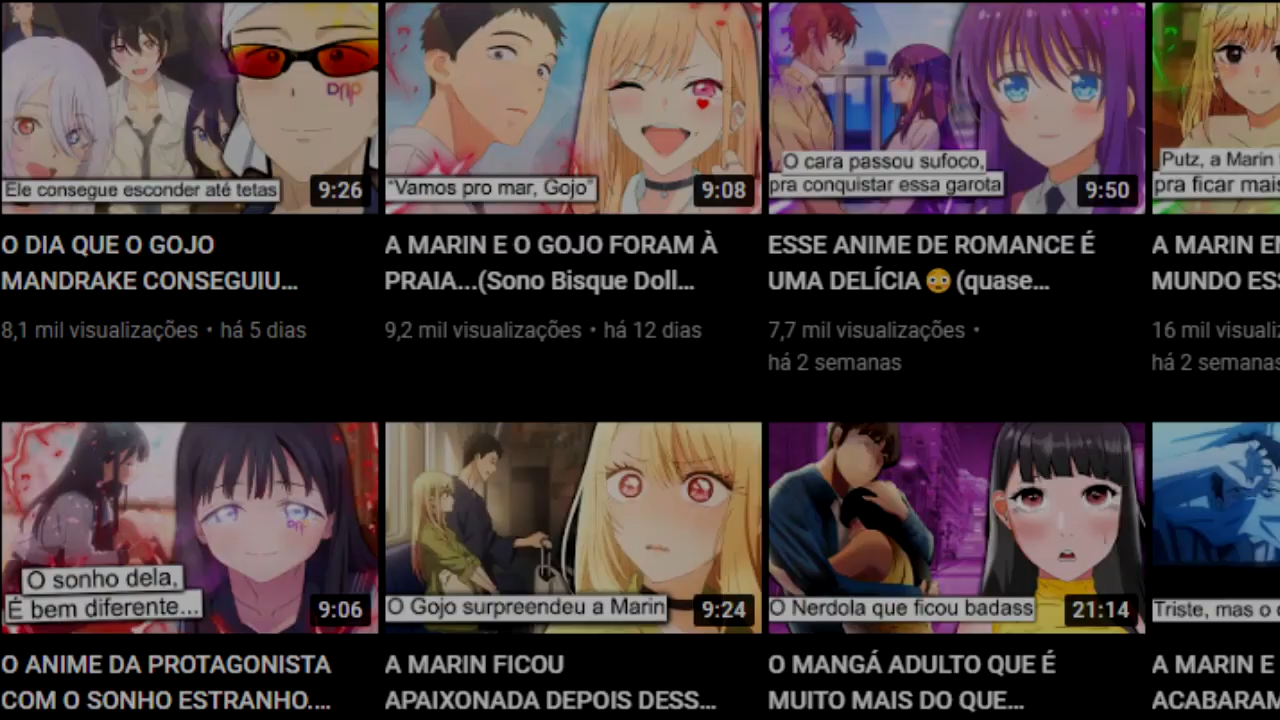 DRIP
Ele consegue esconder até tetas
9:26
"Vamos pro mar, Gojo"
9:08
O cara passou sufoco,
pra conquistar essa garota
9:50
Putz, a Marin
pra ficar mais
O DIA QUE O GOJO
MANDRAKE CONSEGUIU...
8,1 mil visualizações • há 5 dias
A MARIN E O GOJO FORAM À
PRAIA...(Sono Bisque Doll...
9,2 mil visualizações • há 12 dias
ESSE ANIME DE ROMANCE É
UMA DELÍCIA 😳 (quase...
7,7 mil visualizações •
há 2 semanas
A MARIN
MUNDO
16 mil
há 2 semanas
O sonho dela,
É bem diferente...
9:06
O Gojo surpreendeu a Marin
9:24
O Nerdola que ficou badass
21:14
Triste, mas o
O ANIME DA PROTAGONISTA
COM O SONHO ESTRANHO....
A MARIN FICOU
APAIXONADA DEPOIS DESS...
O MANGÁ ADULTO QUE É
MUITO MAIS DO QUE...
A MARIN E